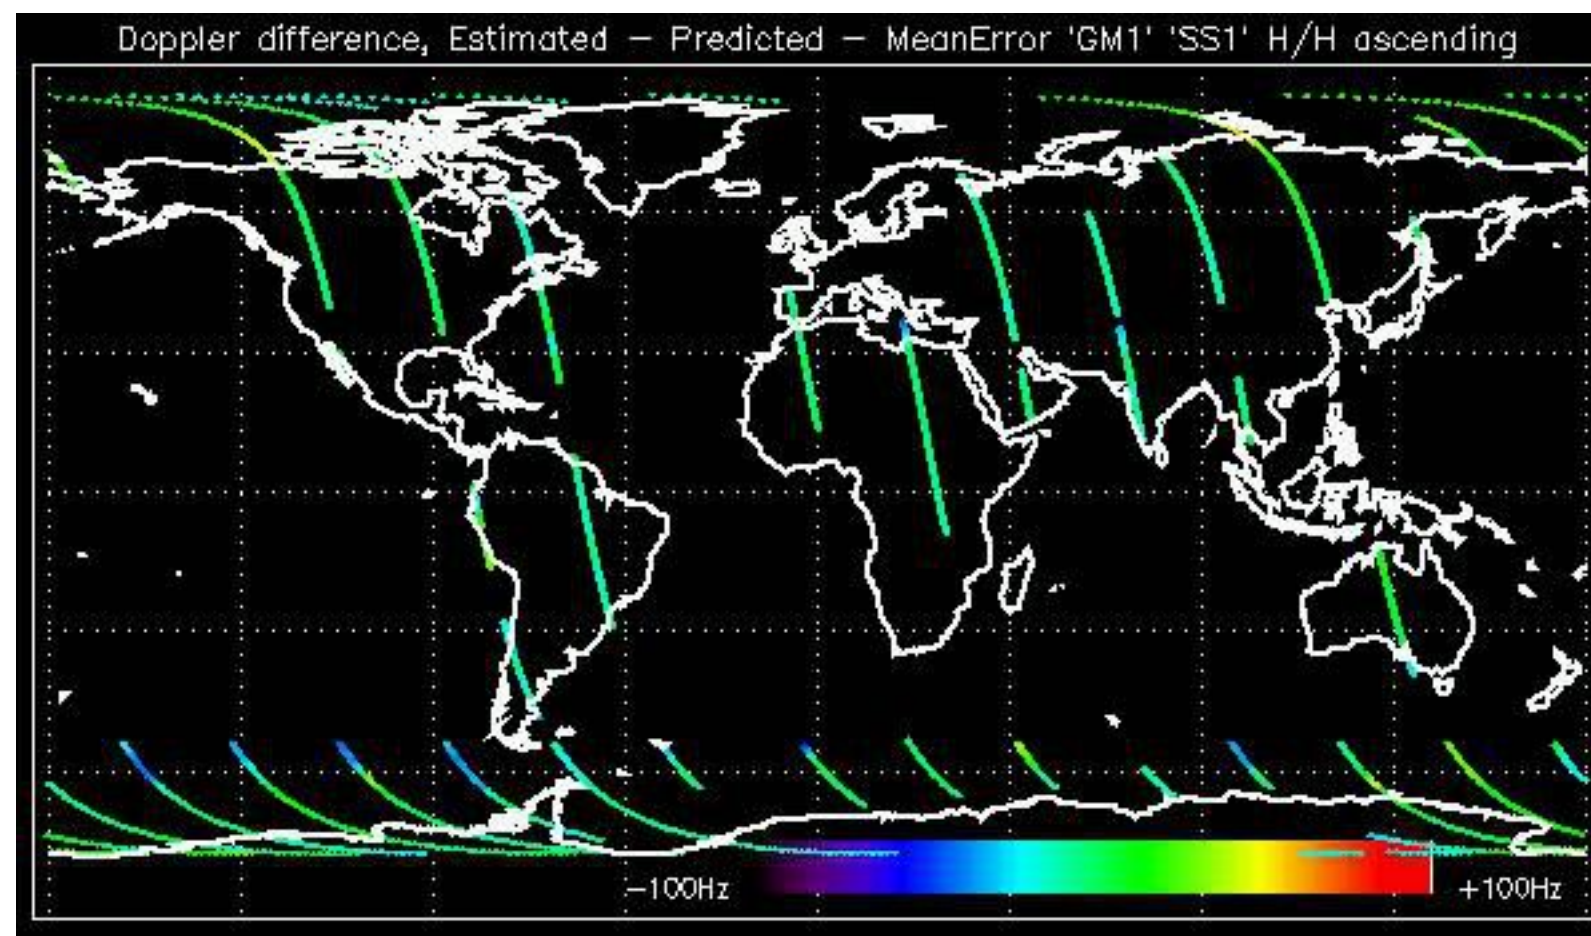 Doppler difference, Estimated – Predicted – MeanError 'GM1' 'SS1' H/H ascending
–100Hz
+100Hz